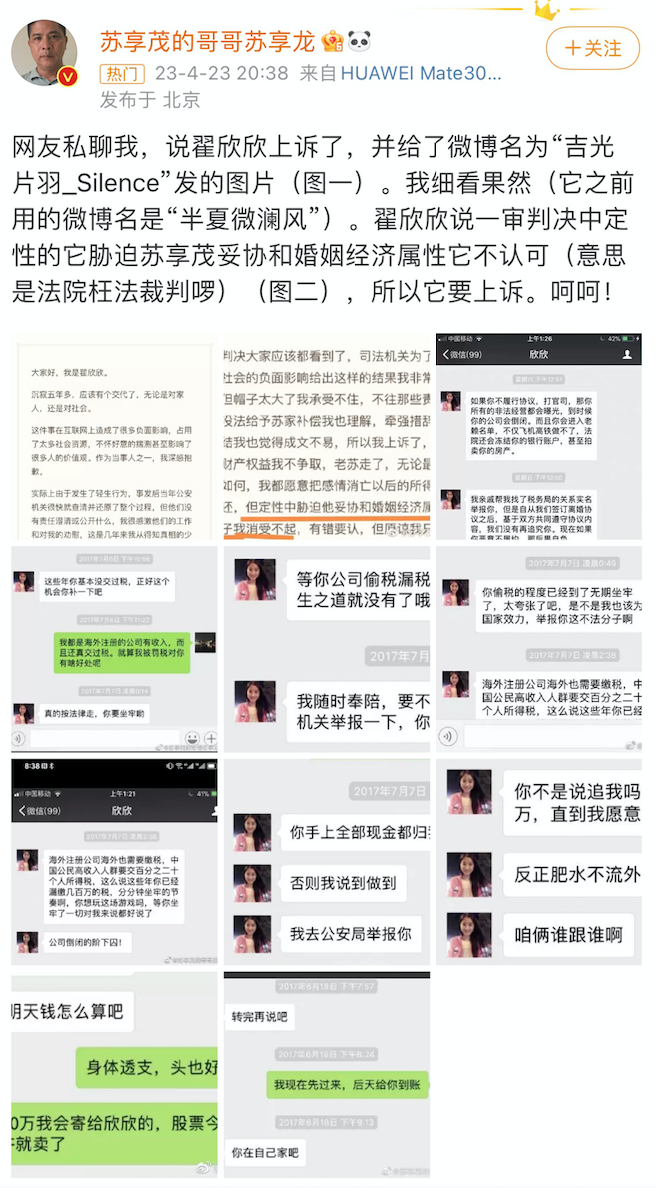 苏享茂的哥哥苏享龙
＋关注
热门 23-4-23 20:38 来自HUAWEI Mate30...
发布于 北京
网友私聊我，说翟欣欣上诉了，并给了微博名为“吉光
片羽_Silence”发的图片（图一）。我细看果然（它之前
用的微博名是“半夏微澜风”）。翟欣欣说一审判决中定
性的它胁迫苏享茂妥协和婚姻经济属性它不认可（意思
是法院枉法裁判啰）（图二），所以它要上诉。呵呵！
大家好，我是翟欣欣。
沉寂五年多，应该有个交代了，无论是对家
人，还是对社会。
这件事在互联网上造成了很多负面影响，占用
了太多社会资源，不怀好意的揣测甚至影响了
很多人的价值观。作为当事人之一，我深感抱
歉。
实际上由于发生了轻生行为，事发后当年公安
机关很快就查清并还原了整个过程，但他们没
有责任澄清或公开什么，我很感激他们的工作
和对我的劝慰，这是几年来我从得知真相的少
判决大家应该都看到了，司法机关为了
社会的负面影响给出这样的结果我非常
但帽子太大了我承受不住，不往那些责
没法给予苏家补偿我也理解，牵强措辞
结我也觉得成文不易，所以我上诉了，
财产权益我不争取，老苏走了，无论是
如何，我都愿意把感情消亡以后的所得
还，但定性中胁迫他妥协和婚姻经济属
子我消受不起，有错要认，但原谅我反
中国移动 上午1:26 42%
微信(99) 欣欣
如果你不履行协议，打官司，那你
所有的非法经营都会曝光，到时候
你的公司会倒闭。而且你会进入老
赖名单，不仅飞机高铁做不了，法
院还会冻结你的银行账户，甚至拍
卖你的房产。
我亲戚帮我找了税务局的关系实名
举报你，但是自从我们签订离婚协
议之后，基于双方共同遵守协议内
容。我们没有再追究你。现在如果
这些年你基本没交过税，正好这个
机会你补一下吧
我都是海外注册的公司有收入，而
且还真交过税。就算我被罚税对你
有啥好处呢
真的按法律走，你要坐牢哟
等你公司偷税漏税
生之道就没有了哦
2017年7月
我随时奉陪，要不
机关举报一下，你
2017年7月7日 凌晨0:49
你偷税的程度已经到了无期坐牢
了，太夸张了吧，是不是我也该为
国家效力，举报你这不法分子啊
2017年7月7日 凌晨2:38
海外注册公司海外也需要缴税，中
国公民高收入人群要交百分之二十
个人所得税，这么说这些年你已经
8:38
中国移动 上午1:21 41%
微信(99) 欣欣
2017年7月7日 凌晨2:38
海外注册公司海外也需要缴税，中
国公民高收入人群要交百分之二十
个人所得税，这么说这些年你已经
漏缴几百万的税，分分钟坐牢的节
奏啊，你想玩这场游戏吗，等你坐
牢了一切对我来说都好说了
公司倒闭的阶下囚！
2017年7月7日
你手上全部现金都归我
否则我说到做到
我去公安局举报你
你不是说追我吗
万，直到我愿意
反正肥水不流外
咱俩谁跟谁啊
明天钱怎么算吧
身体透支，头也好
0万我会寄给欣欣的，股票今
就卖了
2017年6月18日 下午7:57
转完再说吧
2017年6月18日 下午8:24
我现在先过来，后天给你到账
2017年6月18日 下午9:13
你在自己家吧